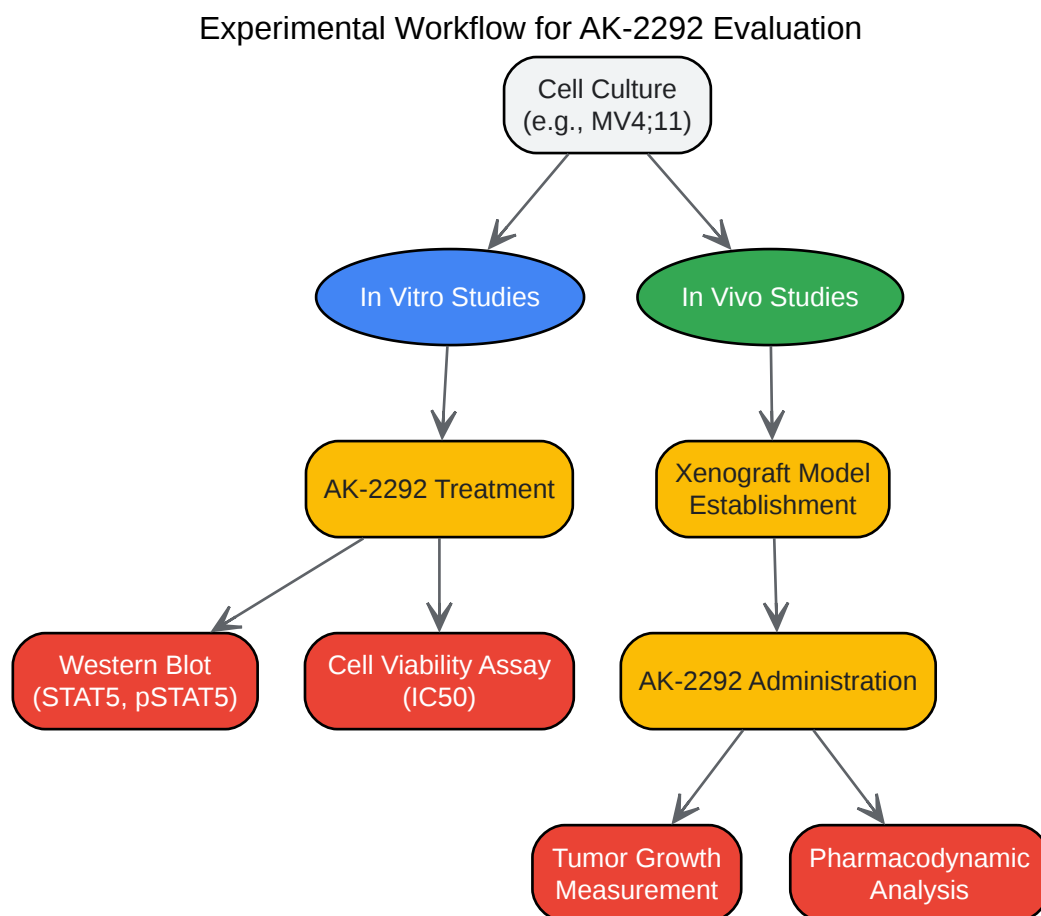 Experimental Workflow for AK-2292 Evaluation
Cell Culture
(e.g., MV4;11)
In Vitro Studies
In Vivo Studies
AK-2292 Treatment
Xenograft Model
Establishment
Western Blot
(STAT5, pSTAT5)
Cell Viability Assay
(IC50)
AK-2292 Administration
Tumor Growth
Measurement
Pharmacodynamic
Analysis